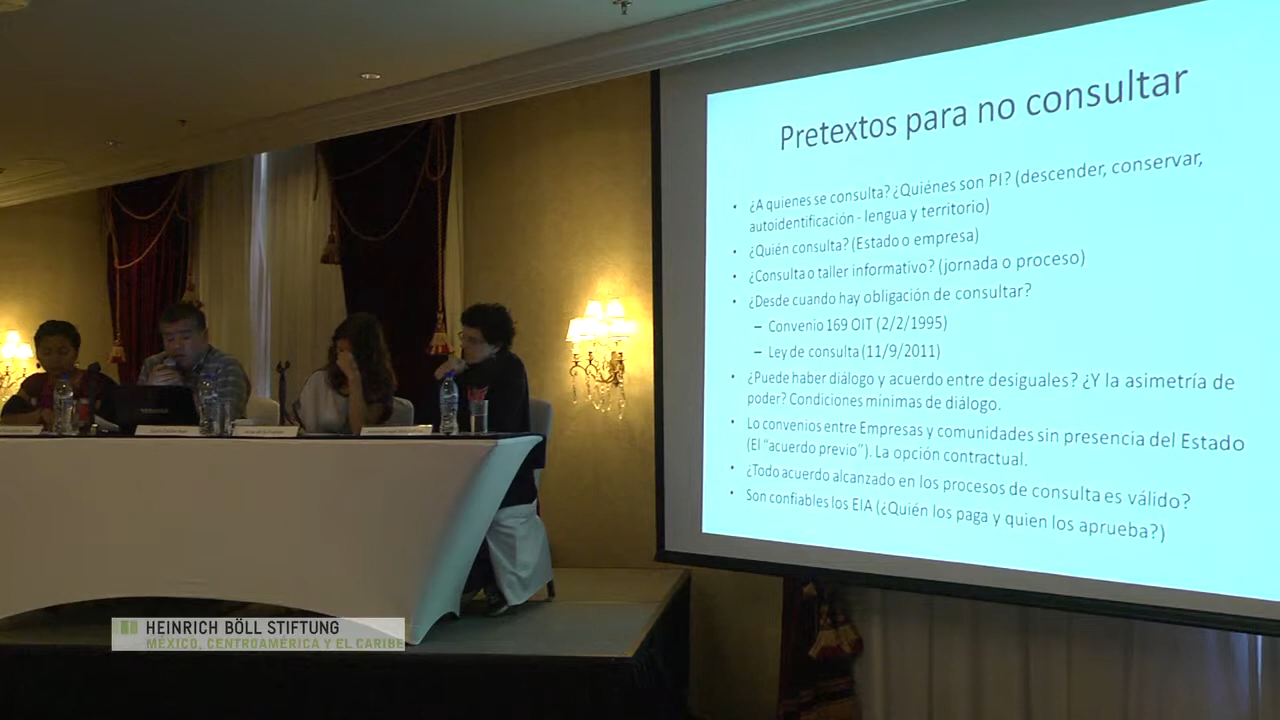 Pretextos para no consultar
• ¿A quienes se consulta? ¿Quiénes son PI? (descender, conservar,
autoidentificación - lengua y territorio)
• ¿Quién consulta? (Estado o empresa)
• ¿Consulta o taller informativo? (jornada o proceso)
• ¿Desde cuando hay obligación de consultar?
– Convenio 169 OIT (2/2/1995)
– Ley de consulta (11/9/2011)
• ¿Puede haber diálogo y acuerdo entre desiguales? ¿Y la asimetría de
poder? Condiciones mínimas de diálogo.
• Lo convenios entre Empresas y comunidades sin presencia del Estado
(El "acuerdo previo"). La opción contractual.
• ¿Todo acuerdo alcanzado en los procesos de consulta es válido?
• Son confiables los EIA (¿Quién los paga y quien los aprueba?)
HEINRICH BÖLL STIFTUNG
MÉXICO, CENTROAMÉRICA Y EL CARIBE